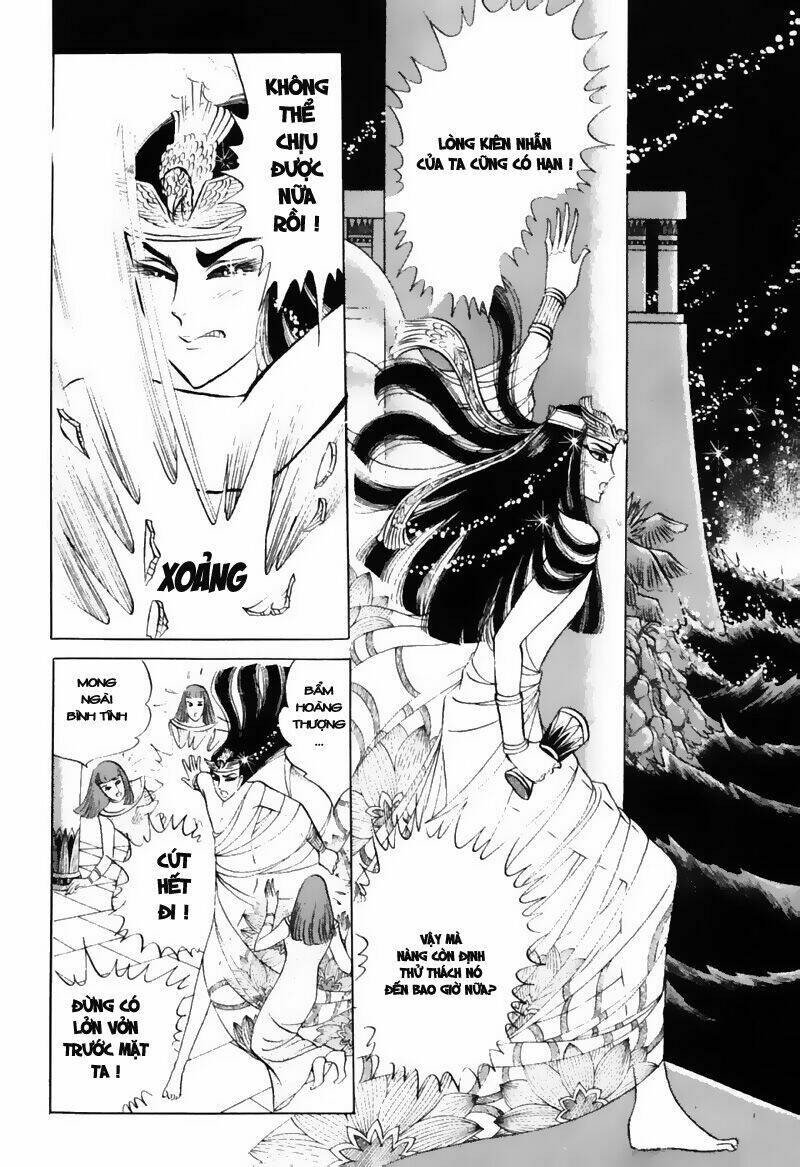 LÒNG KIÊN NHẪN
CỦA TA CŨNG CÓ HẠN !
KHÔNG
THỂ
CHỊU
ĐƯỢC
NỮA
RỒI !
XOẢNG
MONG
NGÀI
BÌNH TĨNH
BẨM
HOÀNG
THƯỢNG
...
CÚT
HẾT
ĐI !
ĐỪNG CÓ
LỞN VỞN
TRƯỚC MẶT
TA !
VẬY MÀ
NÀNG CÒN ĐỊNH
THỬ THÁCH NÓ
ĐẾN BAO GIỜ NỮA?